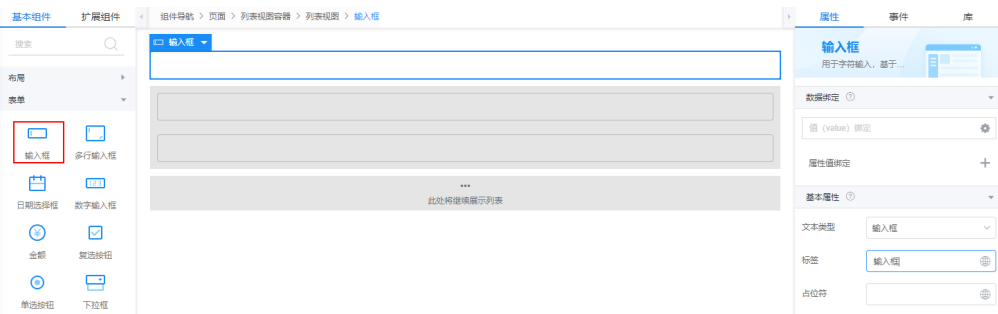 基本组件 扩展组件
搜索
布局
表单
输入框 多行输入框
日期选择框 数字输入框
金额 复选按钮
单选按钮 下拉框
组件导航 > 页面 > 列表视图容器 > 列表视图 > 输入框
输入框
此处将继续展示列表
属性 事件 库
输入框
用于字符输入，基于...
数据绑定
值（value）绑定
属性值绑定
基本属性
文本类型 输入框
标签 输入框
占位符